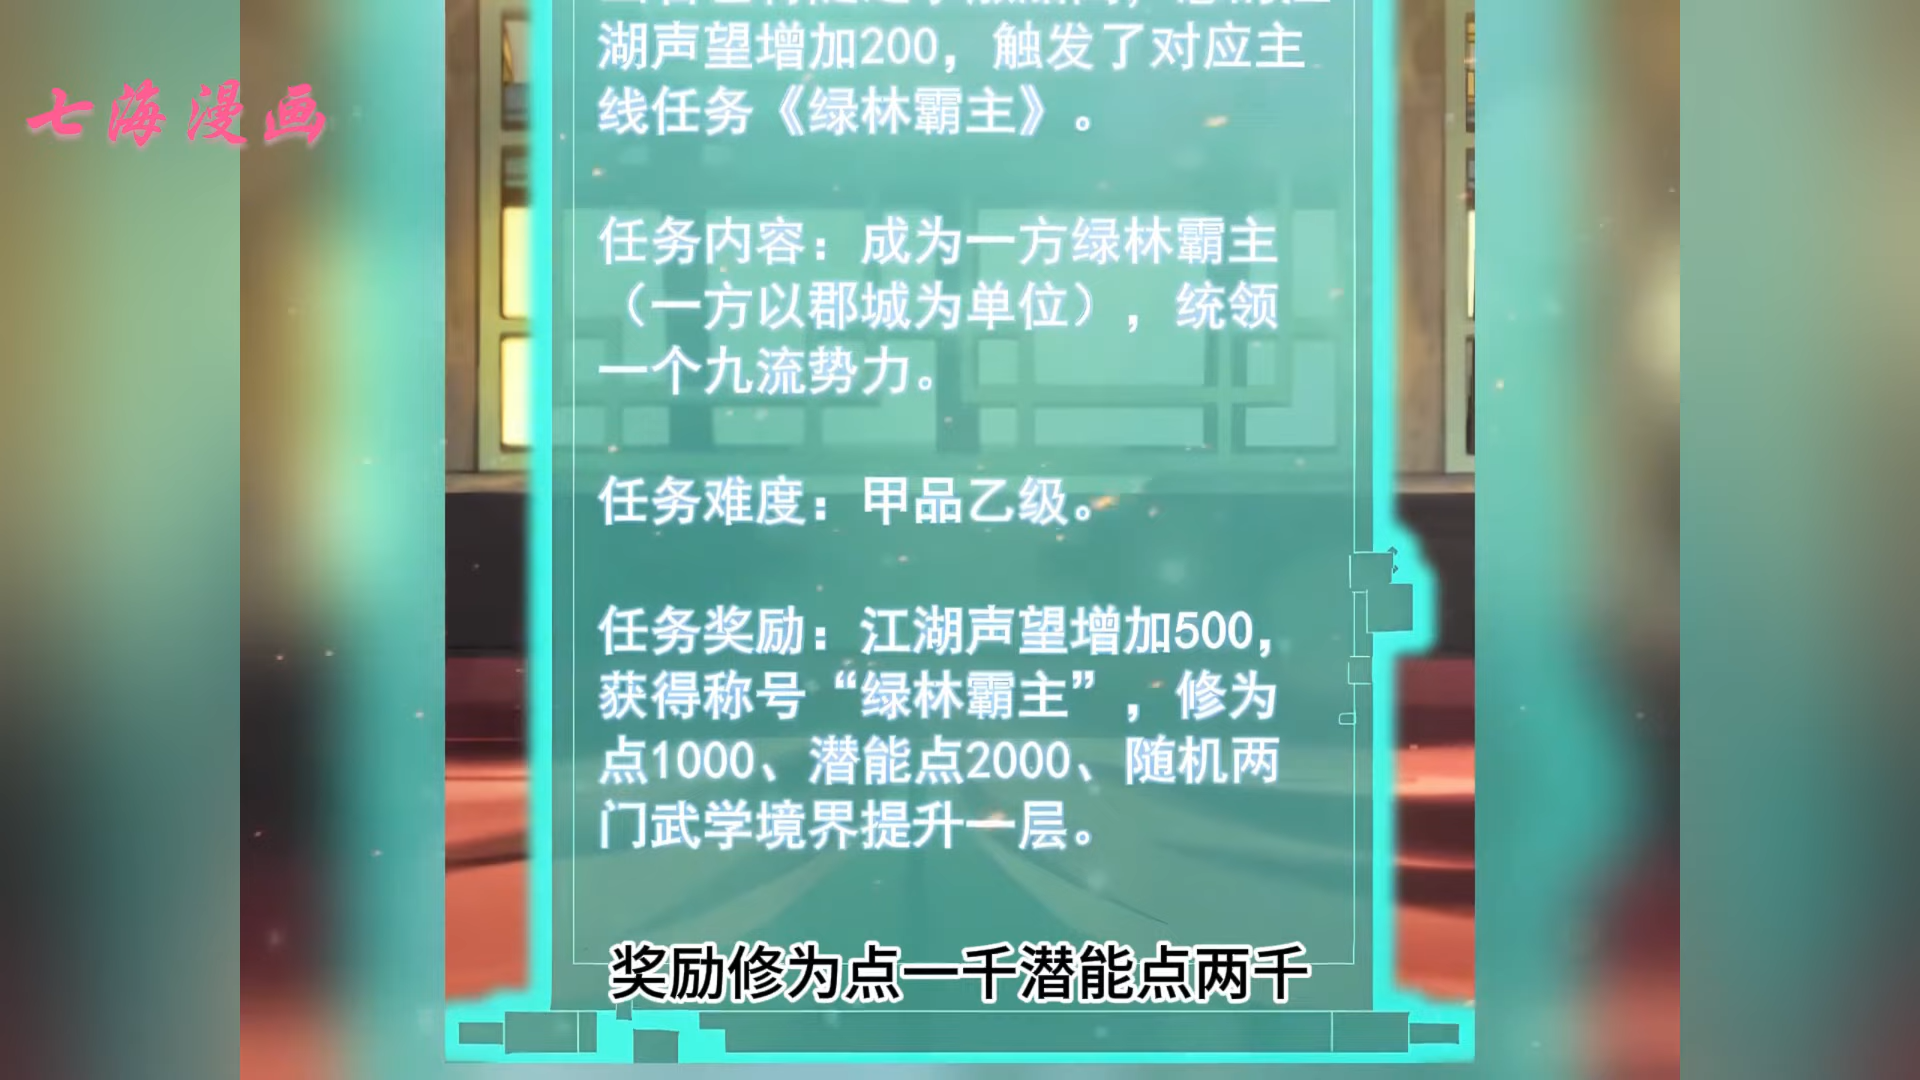 七海漫画
湖声望增加200，触发了对应主
线任务《绿林霸主》。
任务内容：成为一方绿林霸主
（一方以郡城为单位），统领
一个九流势力。
任务难度：甲品乙级。
任务奖励：江湖声望增加500，
获得称号“绿林霸主”，修为
点1000、潜能点2000、随机两
门武学境界提升一层。
奖励修为点一千潜能点两千